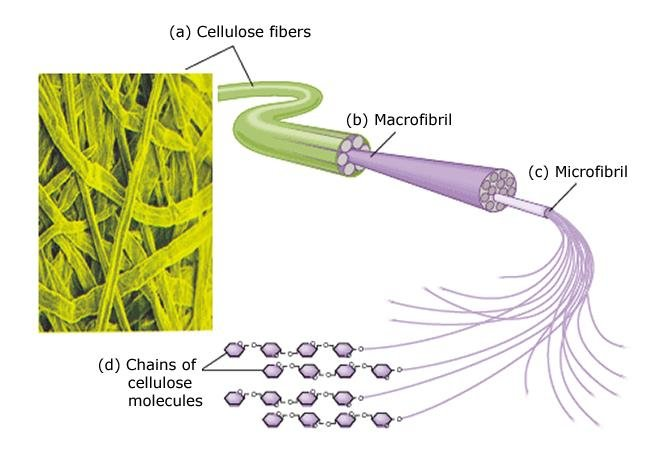 (a) Cellulose fibers
(b) Macrofibril
(c) Microfibril
(d) Chains of
cellulose
molecules